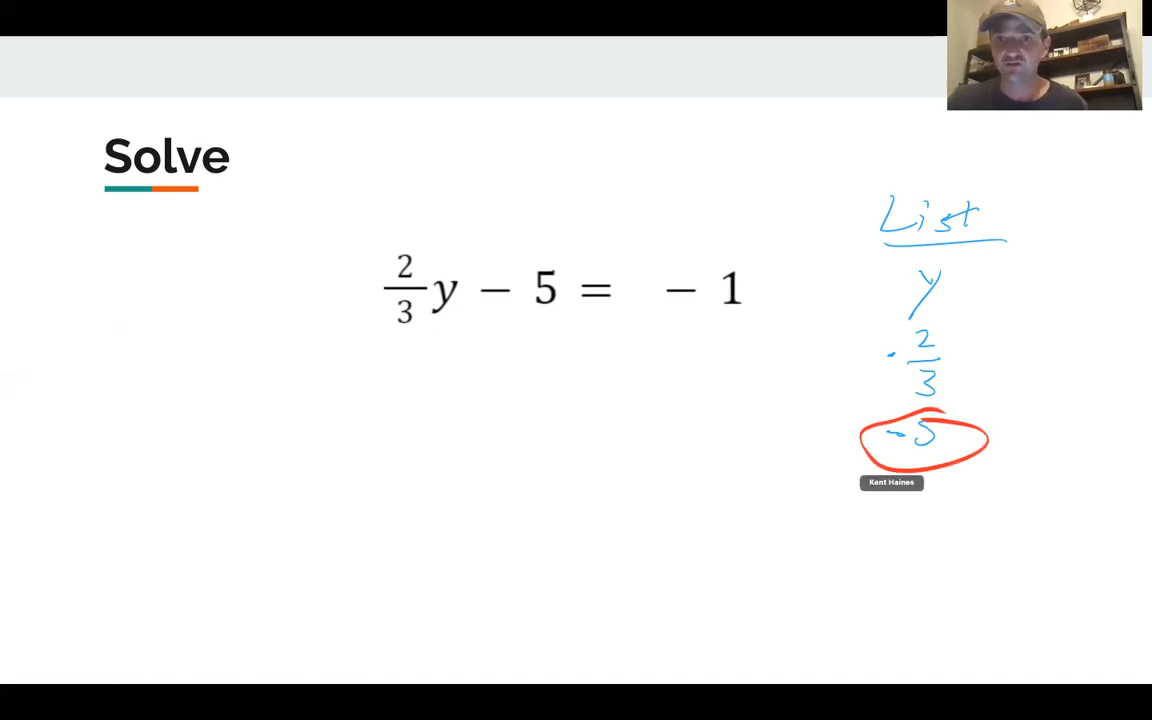 Solve
2/3 y − 5 = − 1
List
y
· 2/3
- 5
Kent Haines